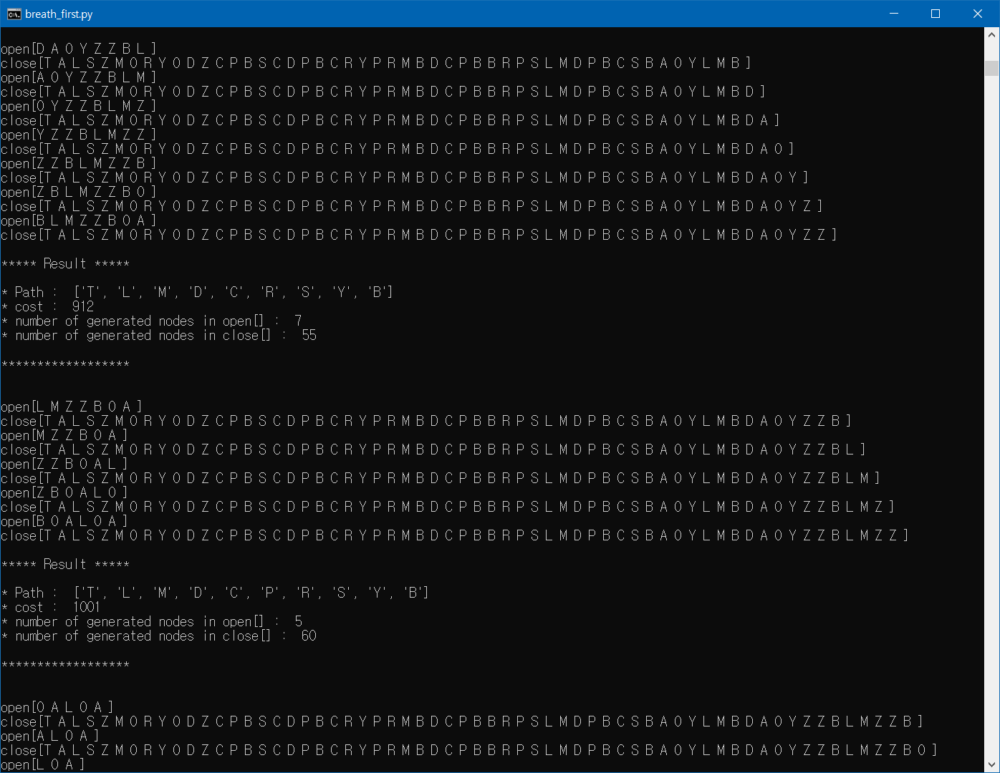 breath_first.py
open[D A O Y Z Z B L ]
close[T A L S Z M O R Y O D Z C P B S C D P B C R Y P R M B D C P B B R P S L M D P B C S B A O Y L M B ]
open[A O Y Z Z B L M ]
close[T A L S Z M O R Y O D Z C P B S C D P B C R Y P R M B D C P B B R P S L M D P B C S B A O Y L M B D ]
open[O Y Z Z B L M Z ]
close[T A L S Z M O R Y O D Z C P B S C D P B C R Y P R M B D C P B B R P S L M D P B C S B A O Y L M B D A ]
open[Y Z Z B L M Z Z ]
close[T A L S Z M O R Y O D Z C P B S C D P B C R Y P R M B D C P B B R P S L M D P B C S B A O Y L M B D A O ]
open[Z Z B L M Z Z B ]
close[T A L S Z M O R Y O D Z C P B S C D P B C R Y P R M B D C P B B R P S L M D P B C S B A O Y L M B D A O Y ]
open[Z B L M Z Z B O ]
close[T A L S Z M O R Y O D Z C P B S C D P B C R Y P R M B D C P B B R P S L M D P B C S B A O Y L M B D A O Y Z ]
open[B L M Z Z B O A ]
close[T A L S Z M O R Y O D Z C P B S C D P B C R Y P R M B D C P B B R P S L M D P B C S B A O Y L M B D A O Y Z Z ]
***** Result *****
* Path :  ['T', 'L', 'M', 'D', 'C', 'R', 'S', 'Y', 'B']
* cost :  912
* number of generated nodes in open[] :  7
* number of generated nodes in close[] :  55
******************
open[L M Z Z B O A ]
close[T A L S Z M O R Y O D Z C P B S C D P B C R Y P R M B D C P B B R P S L M D P B C S B A O Y L M B D A O Y Z Z B ]
open[M Z Z B O A ]
close[T A L S Z M O R Y O D Z C P B S C D P B C R Y P R M B D C P B B R P S L M D P B C S B A O Y L M B D A O Y Z Z B L ]
open[Z Z B O A L ]
close[T A L S Z M O R Y O D Z C P B S C D P B C R Y P R M B D C P B B R P S L M D P B C S B A O Y L M B D A O Y Z Z B L M ]
open[Z B O A L O ]
close[T A L S Z M O R Y O D Z C P B S C D P B C R Y P R M B D C P B B R P S L M D P B C S B A O Y L M B D A O Y Z Z B L M Z ]
open[B O A L O A ]
close[T A L S Z M O R Y O D Z C P B S C D P B C R Y P R M B D C P B B R P S L M D P B C S B A O Y L M B D A O Y Z Z B L M Z Z ]
***** Result *****
* Path :  ['T', 'L', 'M', 'D', 'C', 'P', 'R', 'S', 'Y', 'B']
* cost :  1001
* number of generated nodes in open[] :  5
* number of generated nodes in close[] :  60
******************
open[O A L O A ]
close[T A L S Z M O R Y O D Z C P B S C D P B C R Y P R M B D C P B B R P S L M D P B C S B A O Y L M B D A O Y Z Z B L M Z Z B ]
open[A L O A ]
close[T A L S Z M O R Y O D Z C P B S C D P B C R Y P R M B D C P B B R P S L M D P B C S B A O Y L M B D A O Y Z Z B L M Z Z B O ]
open[L O A ]